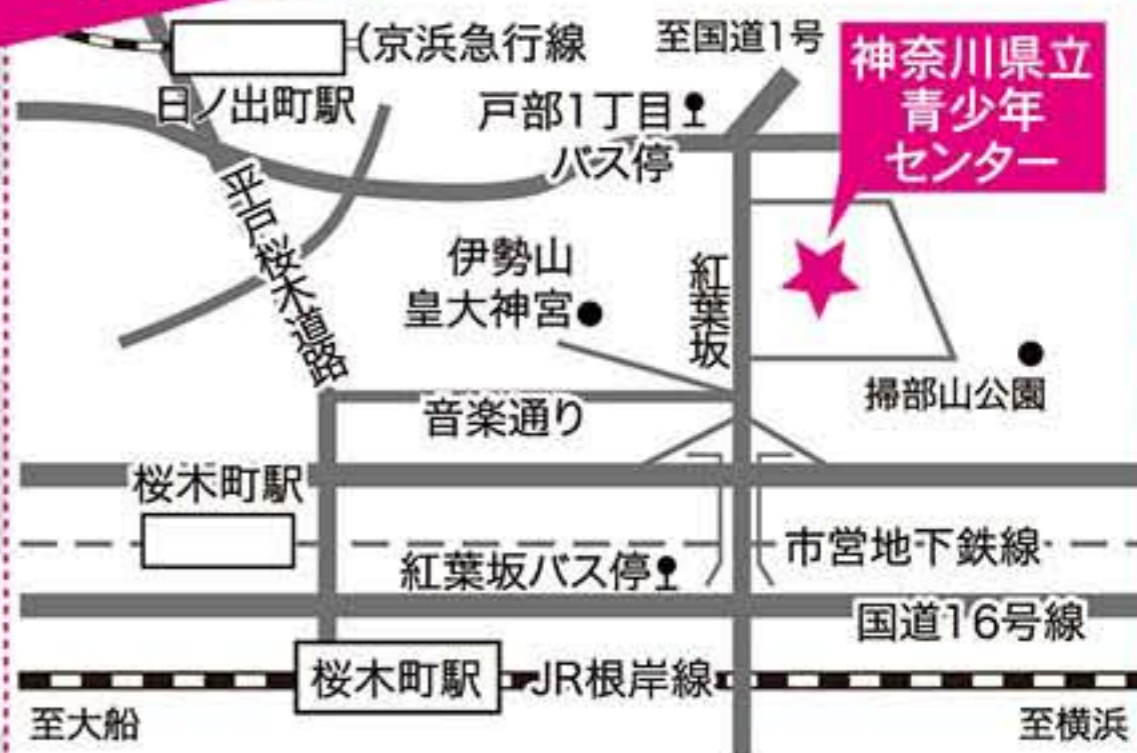 (京浜急行線
至国道1号
神奈川県立
青少年
センター
日ノ出町駅
戸部1丁目
バス停
平戸桜木道路
伊勢山
皇大神宮
紅葉坂
掃部山公園
音楽通り
桜木町駅
市営地下鉄線
紅葉坂バス停
国道16号線
桜木町駅
JR根岸線
至大船
至横浜